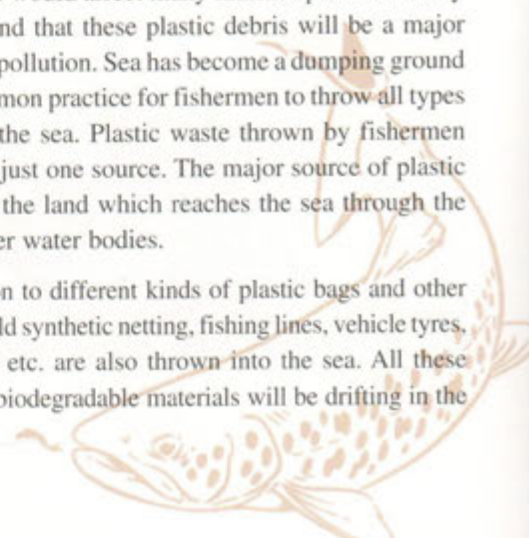 nd that these plastic debris will be a major
pollution. Sea has become a dumping ground
mon practice for fishermen to throw all types
the sea. Plastic waste thrown by fishermen
just one source. The major source of plastic
the land which reaches the sea through the
er water bodies.
n to different kinds of plastic bags and other
ld synthetic netting, fishing lines, vehicle tyres,
etc. are also thrown into the sea. All these
biodegradable materials will be drifting in the